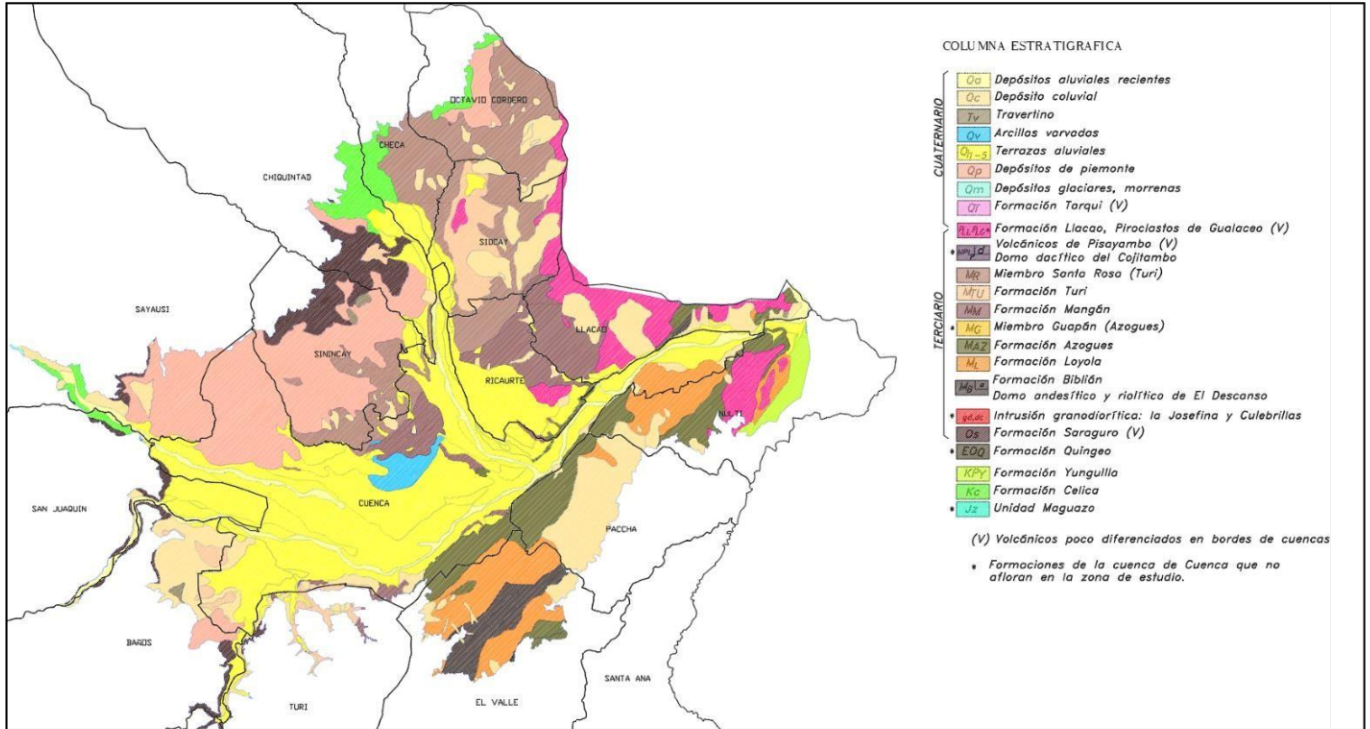 OCTAVIO CORDERO
CHECA
CHIQUINTAD
SIDCAY
SAYAUSI
LLACAO
SININCAY
RICAURTE
NULTI
CUENCA
SAN JUAQUIN
PACCHA
BAÑOS
SANTA ANA
TURI
EL VALLE
COLUMNA ESTRATIGRAFICA
CUATERNARIO
Qa Depósitos aluviales recientes
Qc Depósito coluvial
Tv Travertino
Qv Arcillas varvadas
Terrazas aluviales
Qp Depósitos de piemonte
Qm Depósitos glaciares, morrenas
QT Formación Tarqui (V)
TERCIARIO
Formación Llacao, Piroclastos de Gualaceo (V)
* Volcánicos de Pisayambo (V)
Domo dacítico del Cojitambo
MR Miembro Santa Rosa (Turi)
MTU Formación Turi
MM Formación Mangán
* MG Miembro Guapán (Azogues)
MAZ Formación Azogues
ML Formación Loyola
Formación Biblián
Domo andesítico y riolítico de El Descanso
* Intrusión granodiorítica: la Josefina y Culebrillas
Os Formación Saraguro (V)
* EOQ Formación Quingeo
KPY Formación Yunguilla
Kc Formación Celica
* Jz Unidad Maguazo
(V) Volcánicos poco diferenciados en bordes de cuencas
* Formaciones de la cuenca de Cuenca que no
afloran en la zona de estudio.